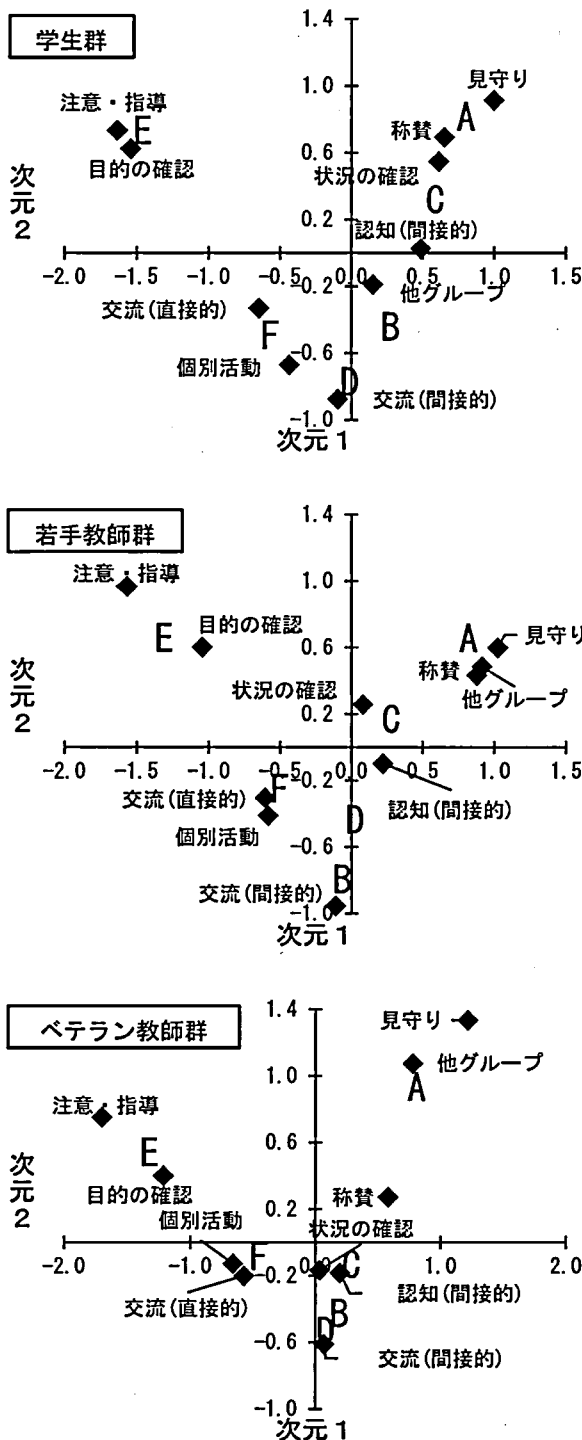 学生群
1.4
見守り
1.0
注意・指導
A
称賛
E
0.6
目的の確認
状況の確認
次元2
C
0.2
認知(間接的)
-2.0 -1.5 -1.0 -0.5 0.0 0.5 1.0 1.5
-0.2
他グループ
交流(直接的)
F
B
-0.6
個別活動
D
交流(間接的)
-1.0
次元1
若手教師群
1.4
注意・指導
1.0
E
目的の確認
A
見守り
0.6
称賛
状況の確認
他グループ
次元2
C
0.2
-2.0 -1.5 -1.0 -0.5 0.0 0.5 1.0 1.5
-0.2
F
交流(直接的)
認知(間接的)
D
個別活動
-0.6
B
交流(間接的)
-1.0
次元1
ベテラン教師群
1.4
見守り
他グループ
1.0
A
注意・指導
0.6
E
次元2
目的の確認
称賛
0.2
個別活動
状況の確認
2.0 -1.0 0.0 1.0 2.0
F
C
-0.2
交流(直接的)
認知(間接的)
B
D
-0.6
交流(間接的)
-1.0
次元1